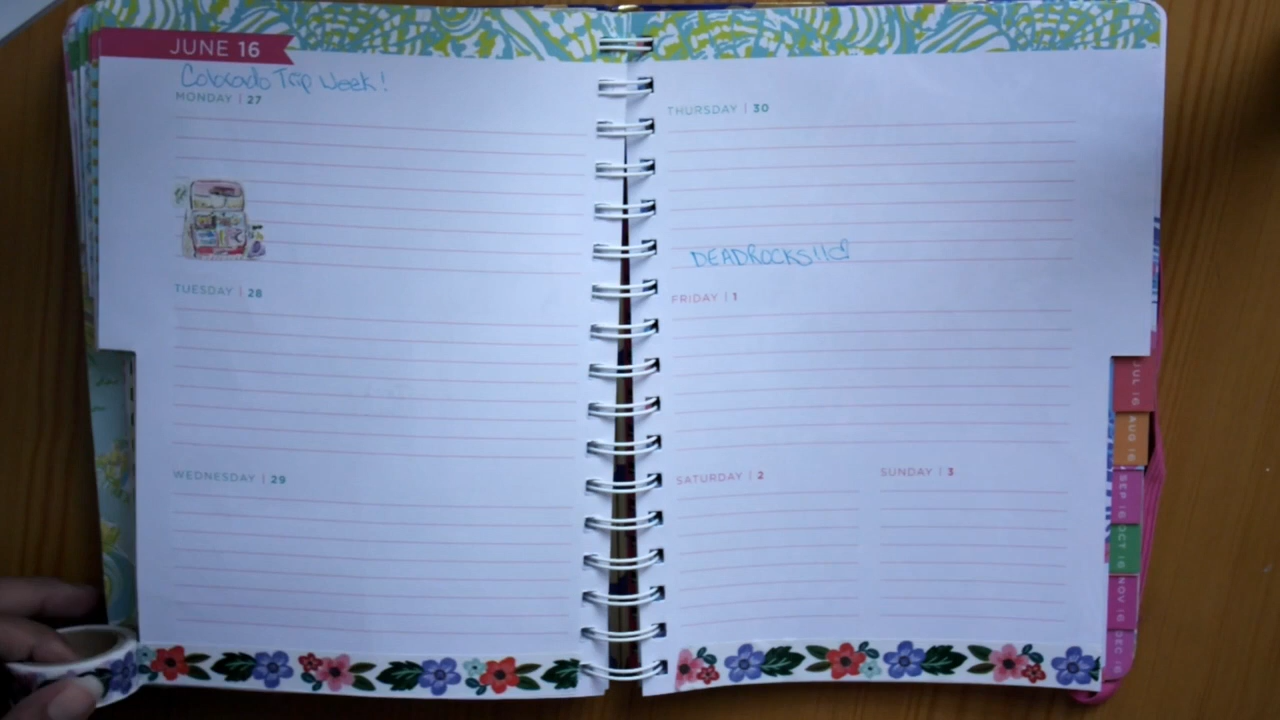 JUNE 16
Colorado Trip Week!
MONDAY | 27
TUESDAY | 28
WEDNESDAY | 29
THURSDAY | 30
DEADROCKS!!♡
FRIDAY | 1
SATURDAY | 2
SUNDAY | 3
JUL 16
AUG 16
SEP 16
OCT 16
NOV 16
DEC 16